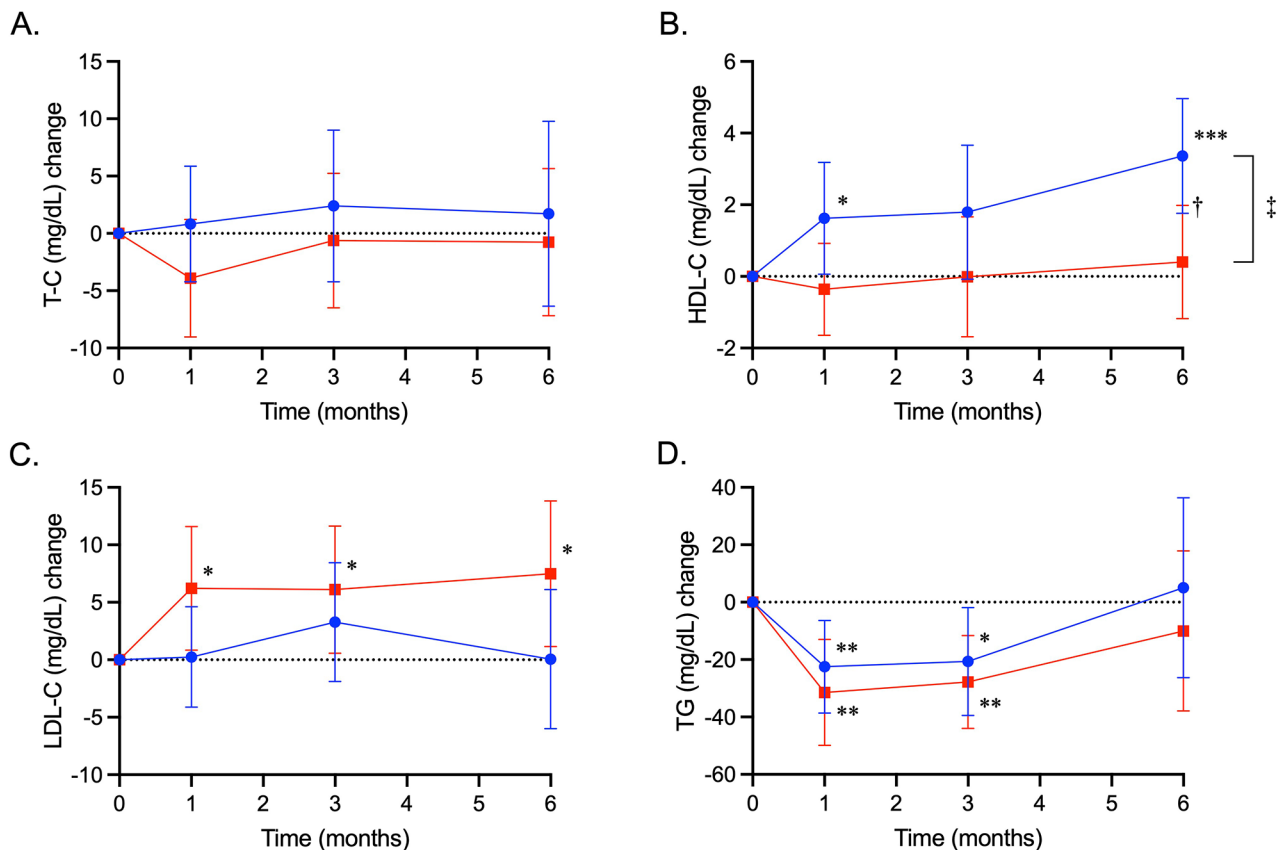 A.
T-C (mg/dL) change
15
10
5
0
-5
-10
0 1 2 3 4 5 6
Time (months)
B.
HDL-C (mg/dL) change
6
4
2
0
-2
*
***
†
‡
0 1 2 3 4 5 6
Time (months)
C.
LDL-C (mg/dL) change
15
10
5
0
-5
-10
*
*
*
0 1 2 3 4 5 6
Time (months)
D.
TG (mg/dL) change
40
20
0
-20
-40
-60
**
*
**
**
0 1 2 3 4 5 6
Time (months)